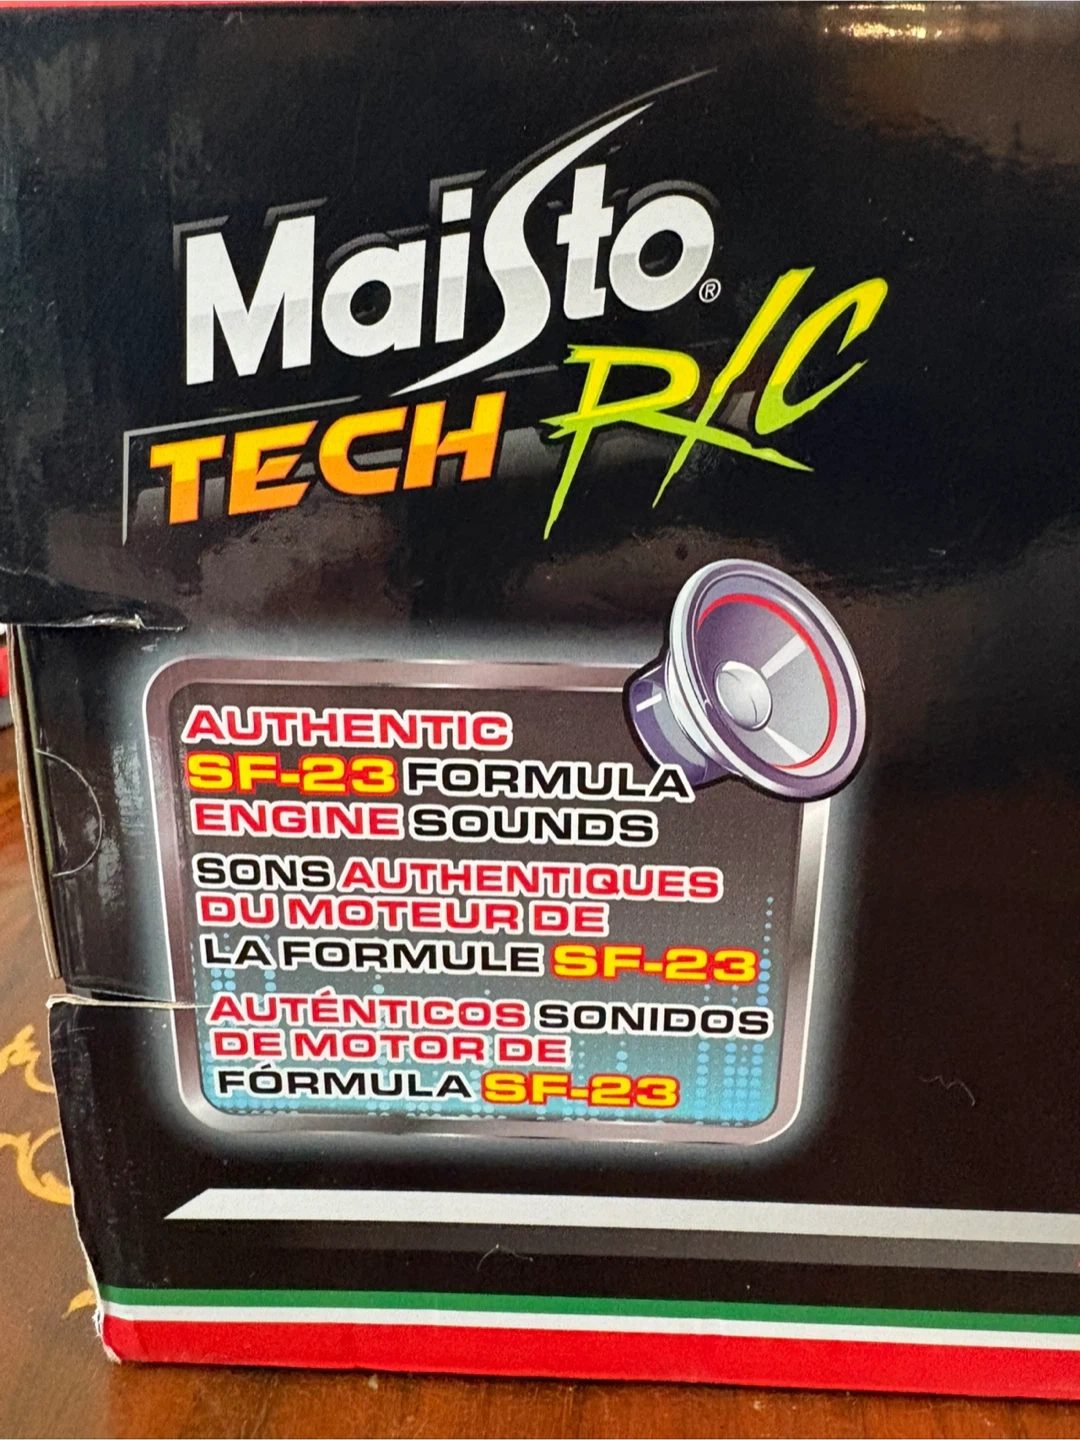 Maisto®
TECH R/C
AUTHENTIC
SF-23 FORMULA
ENGINE SOUNDS
SONS AUTHENTIQUES
DU MOTEUR DE
LA FORMULE SF-23
AUTÉNTICOS SONIDOS
DE MOTOR DE
FÓRMULA SF-23